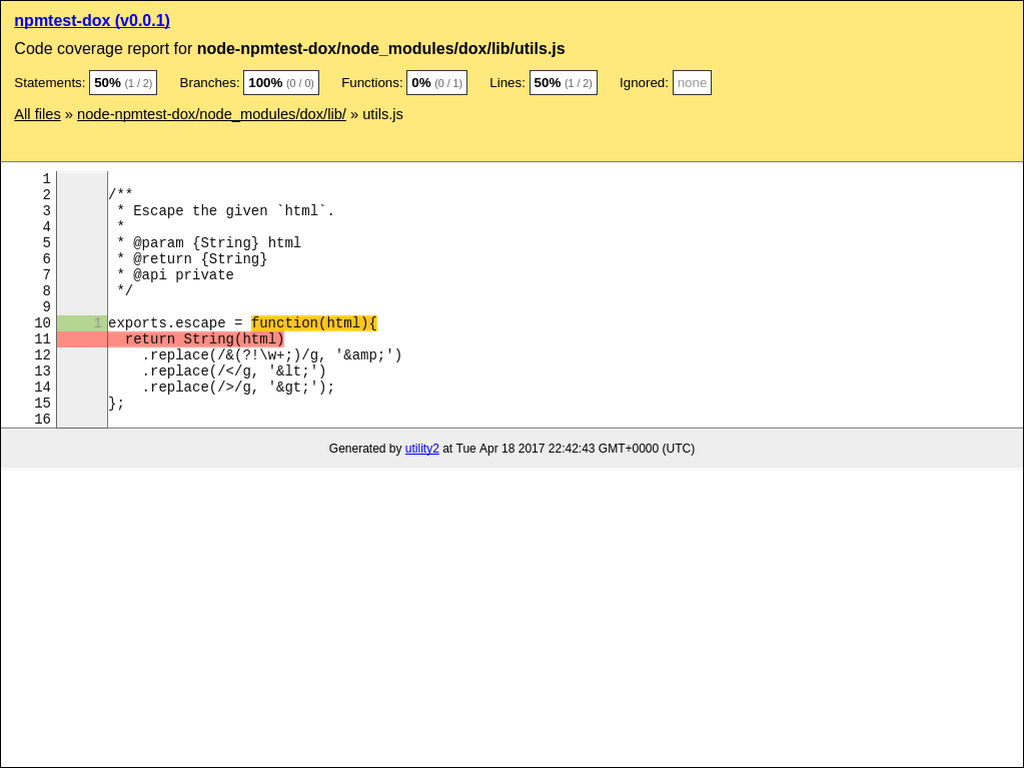 npmtest-dox (v0.0.1)
Code coverage report for node-npmtest-dox/node_modules/dox/lib/utils.js
Statements: 50% (1 / 2) Branches: 100% (0 / 0) Functions: 0% (0 / 1) Lines: 50% (1 / 2) Ignored: none
All files » node-npmtest-dox/node_modules/dox/lib/ » utils.js
1
2 /**
3  * Escape the given `html`.
4  *
5  * @param {String} html
6  * @return {String}
7  * @api private
8  */
9
10 1 exports.escape = function(html){
11   return String(html)
12     .replace(/&(?!\w+;)/g, '&amp;')
13     .replace(/</g, '&lt;')
14     .replace(/>/g, '&gt;');
15 };
16
Generated by utility2 at Tue Apr 18 2017 22:42:43 GMT+0000 (UTC)